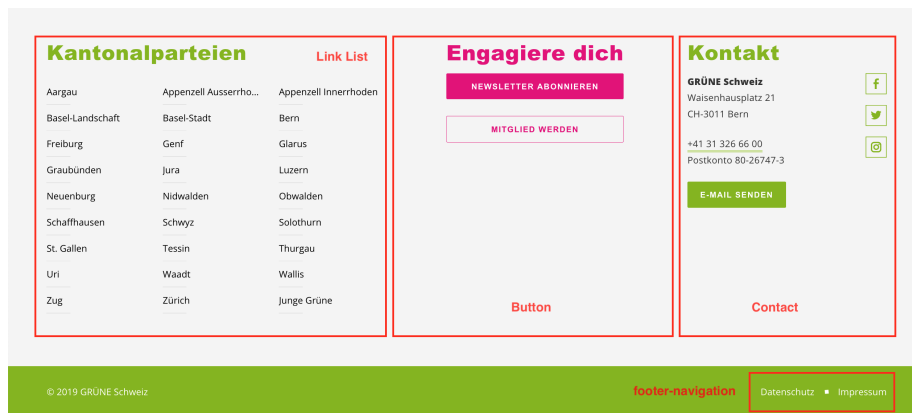 Kantonalparteien
Link List
Aargau Appenzell Ausserrho... Appenzell Innerrhoden
Basel-Landschaft Basel-Stadt Bern
Freiburg Genf Glarus
Graubünden Jura Luzern
Neuenburg Nidwalden Obwalden
Schaffhausen Schwyz Solothurn
St. Gallen Tessin Thurgau
Uri Waadt Wallis
Zug Zürich Junge Grüne
Engagiere dich
NEWSLETTER ABONNIEREN
MITGLIED WERDEN
Button
Kontakt
GRÜNE Schweiz
Waisenhausplatz 21
CH-3011 Bern
+41 31 326 66 00
Postkonto 80-26747-3
E-MAIL SENDEN
Contact
© 2019 GRÜNE Schweiz
footer-navigation
Datenschutz ▪ Impressum